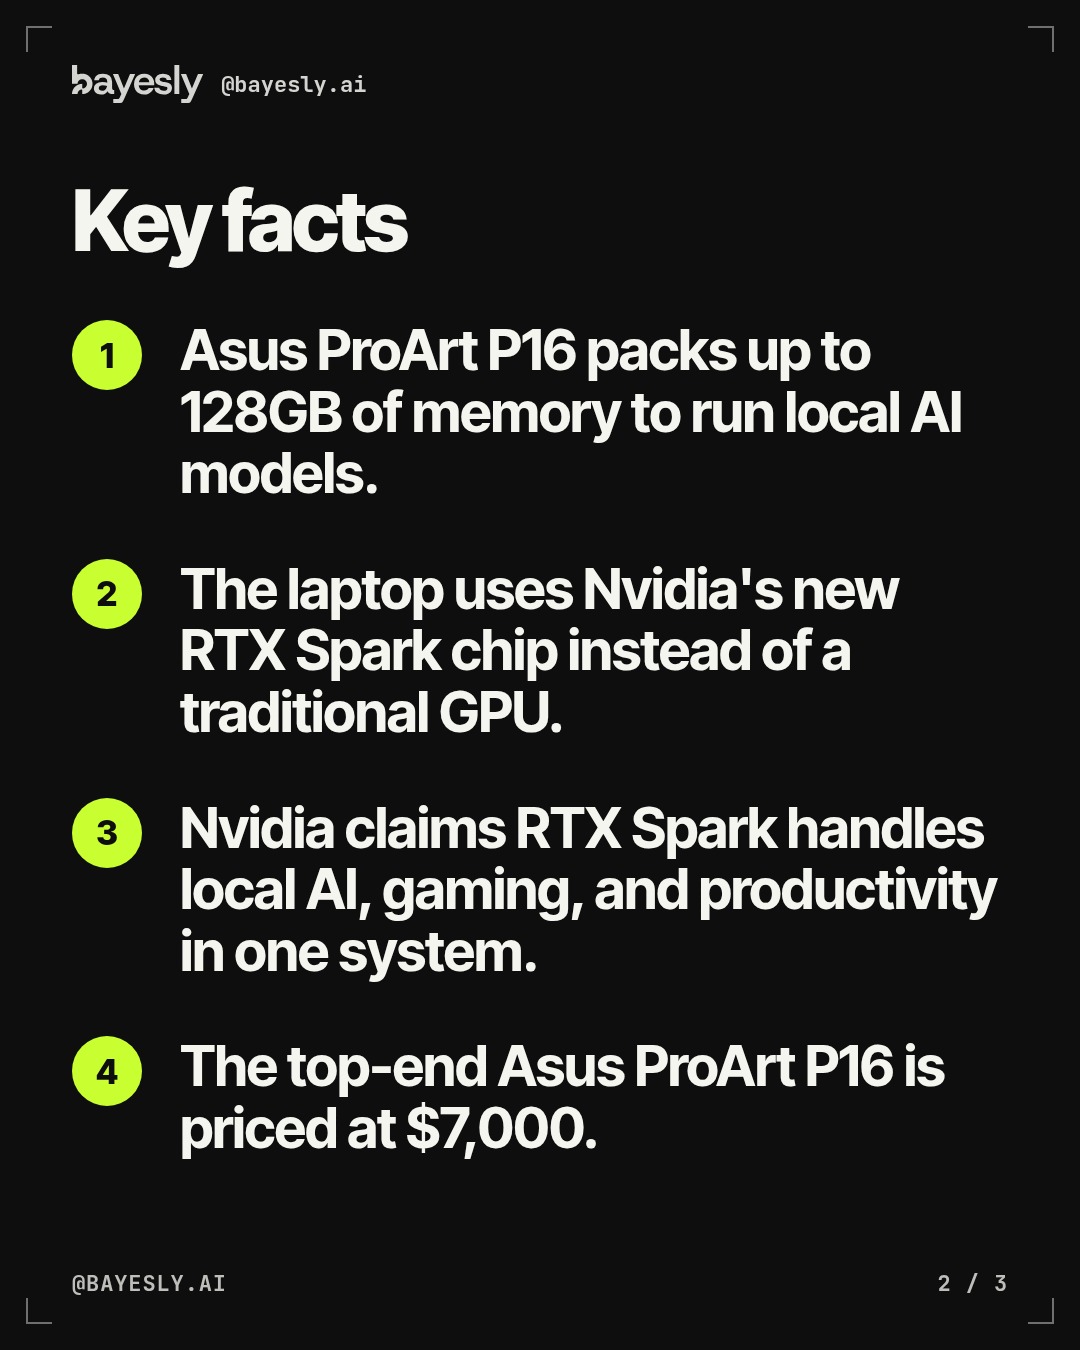 bayesly @bayesly.ai
Key facts
1 Asus ProArt P16 packs up to
128GB of memory to run local AI
models.
2 The laptop uses Nvidia's new
RTX Spark chip instead of a
traditional GPU.
3 Nvidia claims RTX Spark handles
local AI, gaming, and productivity
in one system.
4 The top-end Asus ProArt P16 is
priced at $7,000.
@BAYESLY.AI 2 / 3